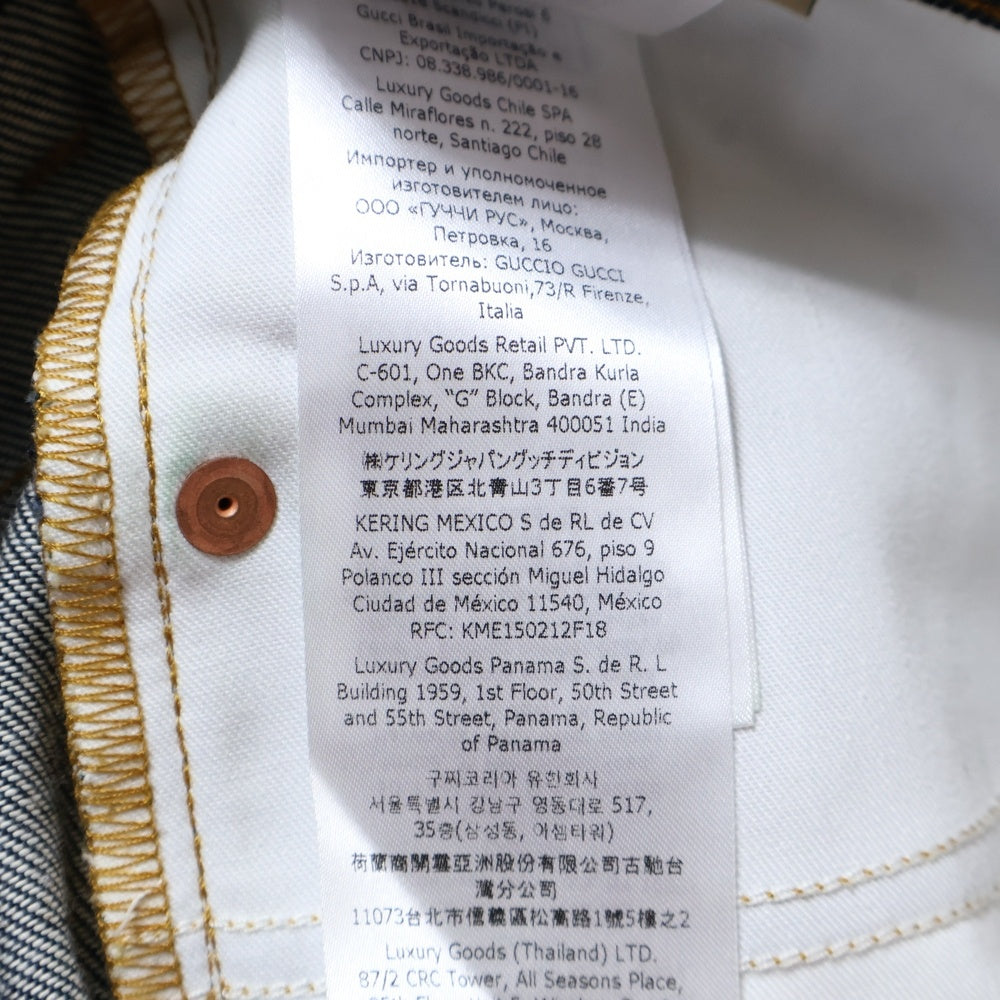 Scandicci (FI)
Gucci Brasil Importação e
Exportação LTDA
CNPJ: 08.338.986/0001-16
Luxury Goods Chile SPA
Calle Miraflores n. 222, piso 28
norte, Santiago Chile
Импортер и уполномоченное
изготовителем лицо:
ООО «ГУЧЧИ РУС», Москва,
Петровка, 16
Изготовитель: GUCCIO GUCCI
S.p.A, via Tornabuoni,73/R Firenze,
Italia
Luxury Goods Retail PVT. LTD.
C-601, One BKC, Bandra Kurla
Complex, “G” Block, Bandra (E)
Mumbai Maharashtra 400051 India
㈱ケリングジャパングッチディビジョン
東京都港区北青山3丁目6番7号
KERING MEXICO S de RL de CV
Av. Ejército Nacional 676, piso 9
Polanco III sección Miguel Hidalgo
Ciudad de México 11540, México
RFC: KME150212F18
Luxury Goods Panama S. de R. L
Building 1959, 1st Floor, 50th Street
and 55th Street, Panama, Republic
of Panama
구찌코리아 유한회사
서울특별시 강남구 영동대로 517,
35층(삼성동, 아셈타워)
荷蘭商開雲亞洲股份有限公司古馳台
灣分公司
11073台北市信義區松高路1號5樓之2
Luxury Goods (Thailand) LTD.
87/2 CRC Tower, All Seasons Place,